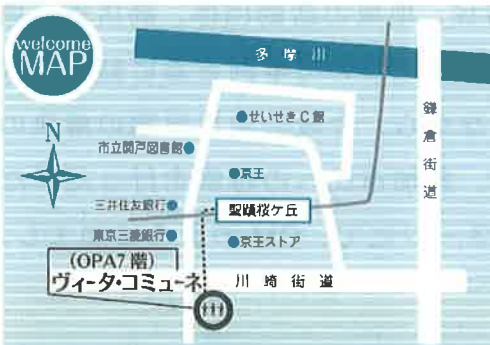 welcome
MAP
多摩川
鎌倉街道
N
せいせきC館
市立関戸図書館
京王
三井住友銀行
聖蹟桜ケ丘
東京三菱銀行
京王ストア
(OPA7階)
ヴィータ・コミューネ
川崎街道